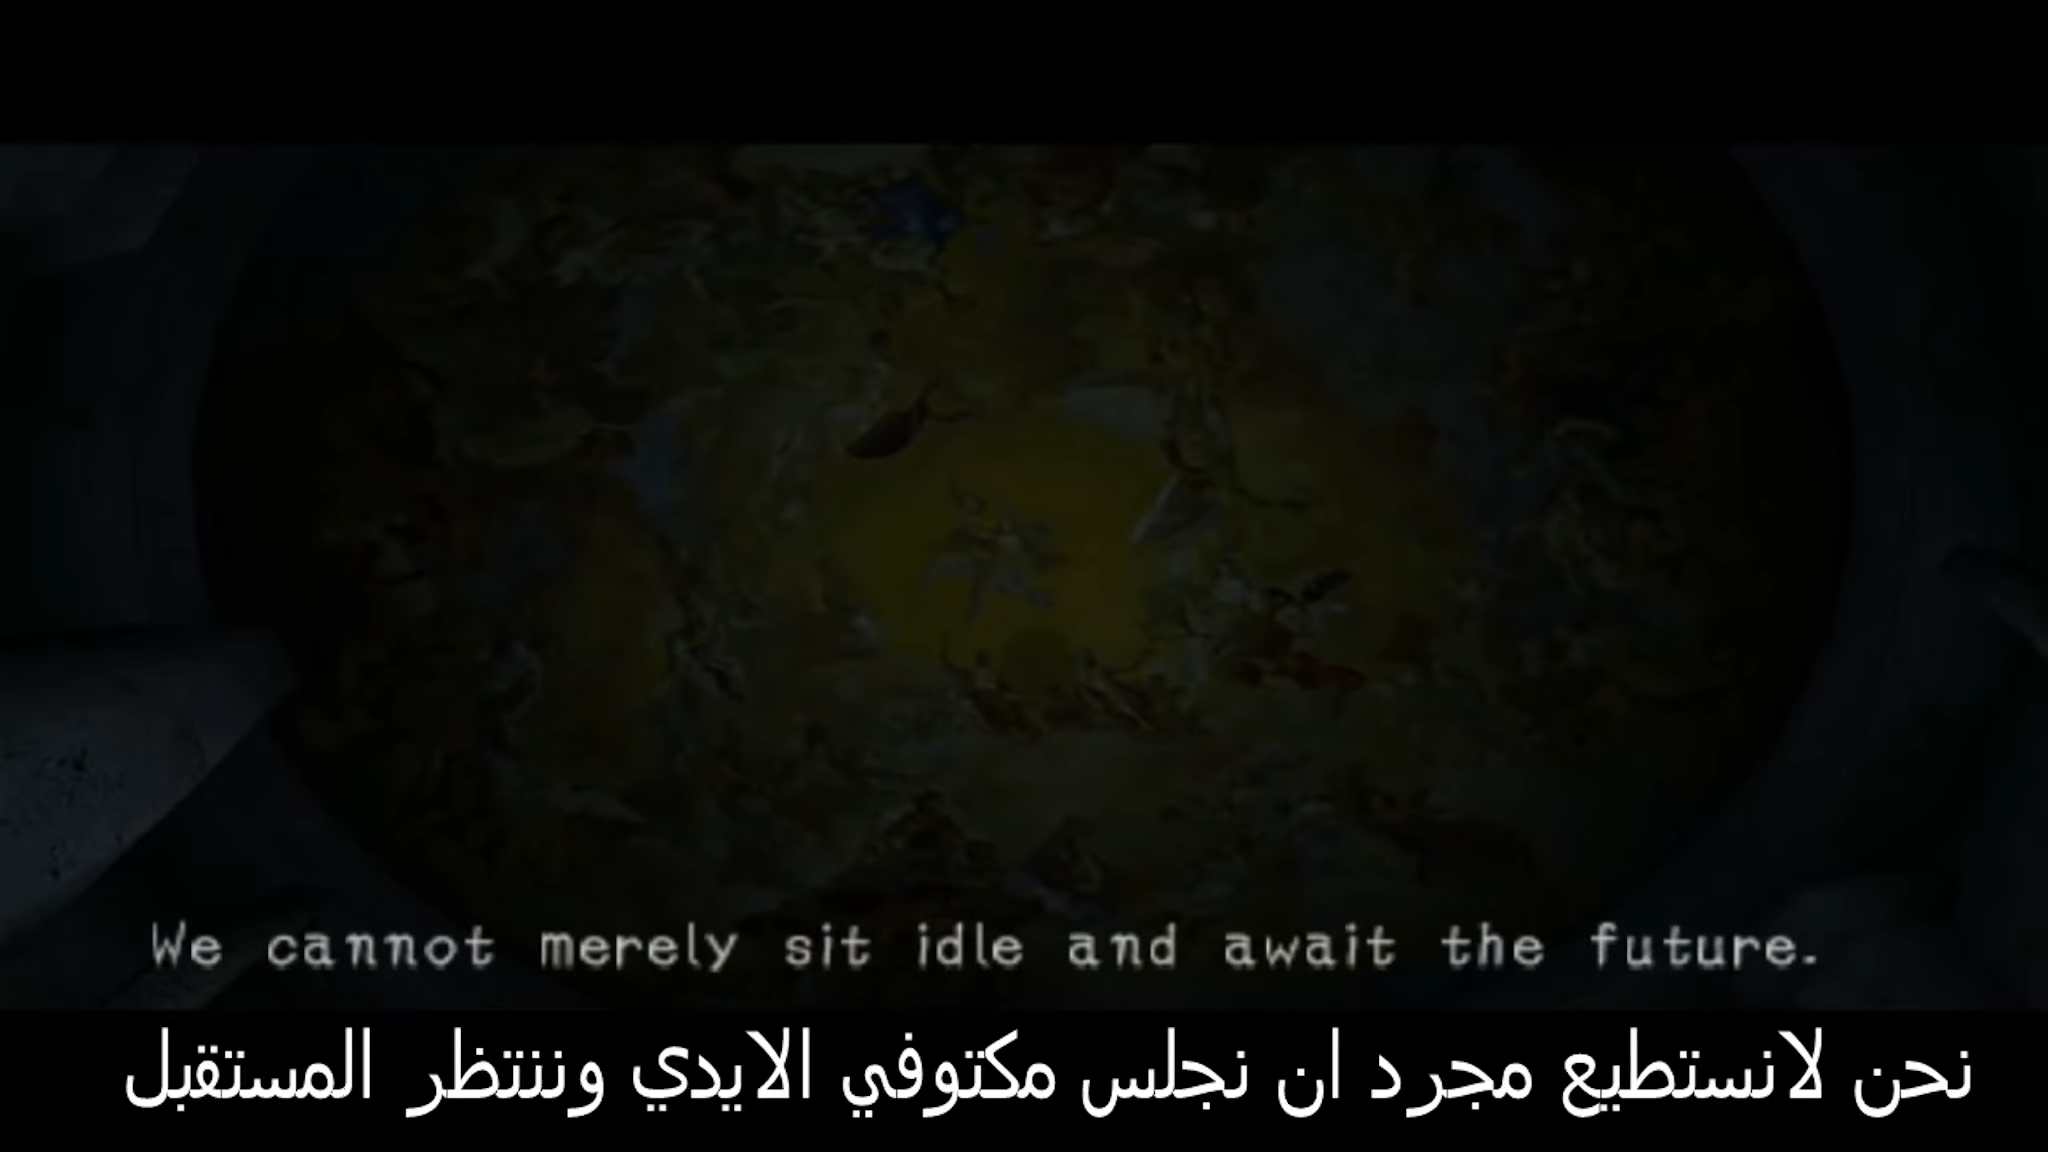 We cannot merely sit idle and await the future.
نحن لانستطيع مجرد ان نجلس مكتوفي الايدي وننتظر المستقبل